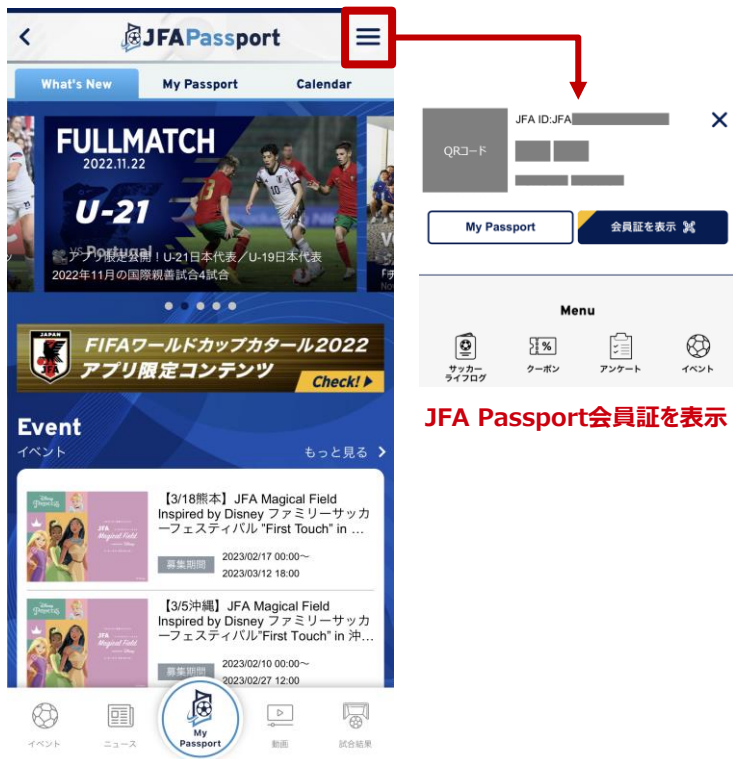 JFAPassport
What's New
My Passport
Calendar
FULLMATCH
2022.11.22
U-21
VS Portugal
アプリ限定公開！U-21日本代表／U-19日本代表
2022年11月の国際親善試合4試合
JAPAN
JFA
FIFAワールドカップカタール2022
アプリ限定コンテンツ
Check!
Event
イベント
もっと見る
【3/18熊本】JFA Magical Field
Inspired by Disney ファミリーサッカ
ーフェスティバル "First Touch" in …
募集期間
2023/02/17 00:00～
2023/03/12 18:00
【3/5沖縄】JFA Magical Field
Inspired by Disney ファミリーサッカ
ーフェスティバル"First Touch" in 沖…
募集期間
2023/02/10 00:00～
2023/02/27 12:00
イベント
ニュース
My
Passport
動画
試合結果
QRコード
JFA ID:JFA
My Passport
会員証を表示
Menu
サッカー
ライフログ
クーポン
アンケート
イベント
JFA Passport会員証を表示